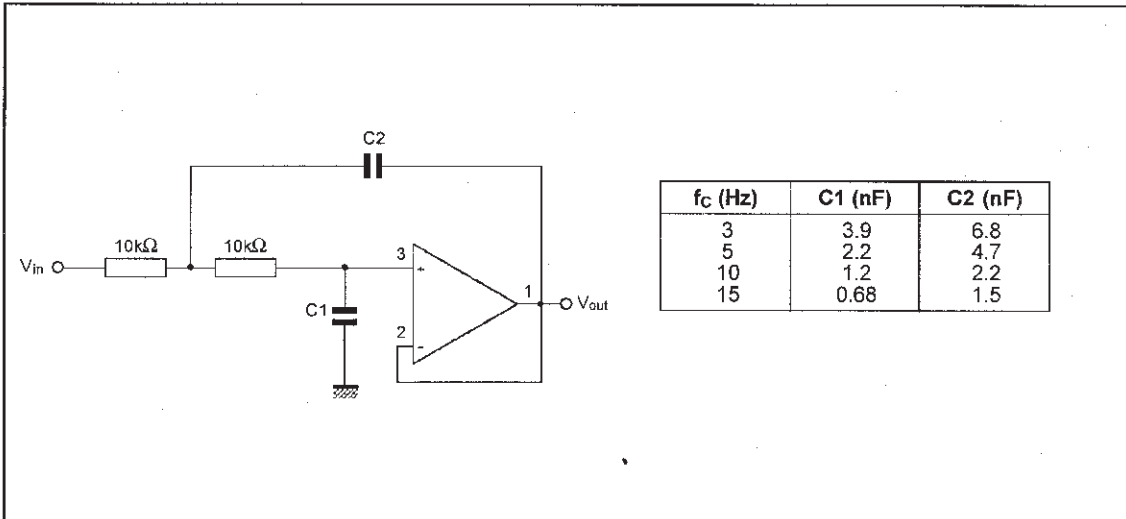 C2
10kΩ
10kΩ
Vin
3
+
C1
1
Vout
2
-
fC (Hz) C1 (nF) C2 (nF)
3 3.9 6.8
5 2.2 4.7
10 1.2 2.2
15 0.68 1.5